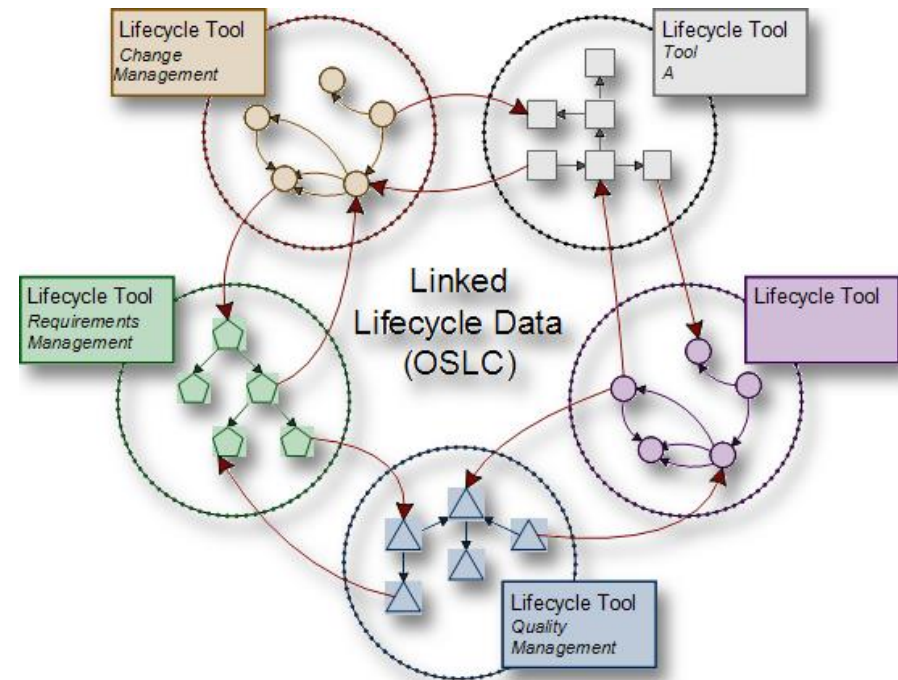 Lifecycle Tool
Change
Management
Lifecycle Tool
Tool
A
Linked
Lifecycle Data
(OSLC)
Lifecycle Tool
Requirements
Management
Lifecycle Tool
Lifecycle Tool
Quality
Management